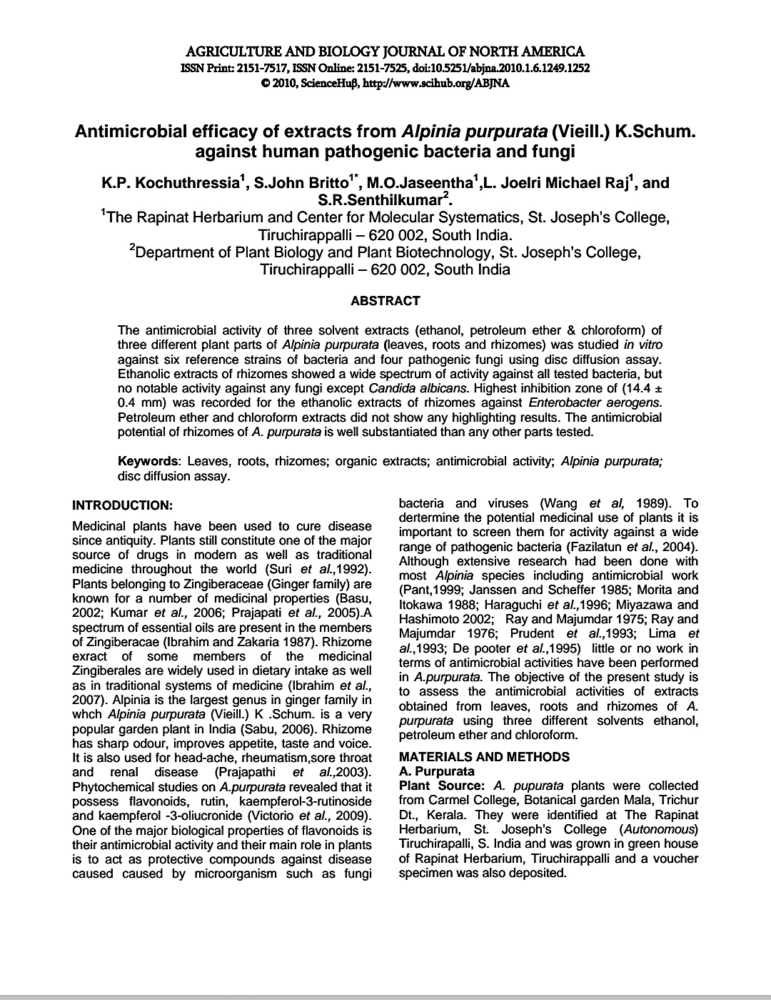 AGRICULTURE AND BIOLOGY JOURNAL OF NORTH AMERICA
ISSN Print: 2151-7517, ISSN Online: 2151-7525, doi:10.5251/abjna.2010.1.6.1249.1252
© 2010, ScienceHuβ, http://www.scihub.org/ABJNA
Antimicrobial efficacy of extracts from Alpinia purpurata (Vieill.) K.Schum.
against human pathogenic bacteria and fungi
K.P. Kochuthressia¹, S.John Britto¹*, M.O.Jaseentha¹,L. Joelri Michael Raj¹, and
S.R.Senthilkumar².
¹The Rapinat Herbarium and Center for Molecular Systematics, St. Joseph's College,
Tiruchirappalli – 620 002, South India.
²Department of Plant Biology and Plant Biotechnology, St. Joseph's College,
Tiruchirappalli – 620 002, South India
ABSTRACT
The antimicrobial activity of three solvent extracts (ethanol, petroleum ether & chloroform) of
three different plant parts of Alpinia purpurata (leaves, roots and rhizomes) was studied in vitro
against six reference strains of bacteria and four pathogenic fungi using disc diffusion assay.
Ethanolic extracts of rhizomes showed a wide spectrum of activity against all tested bacteria, but
no notable activity against any fungi except Candida albicans. Highest inhibition zone of (14.4 ±
0.4 mm) was recorded for the ethanolic extracts of rhizomes against Enterobacter aerogens.
Petroleum ether and chloroform extracts did not show any highlighting results. The antimicrobial
potential of rhizomes of A. purpurata is well substantiated than any other parts tested.
Keywords: Leaves, roots, rhizomes; organic extracts; antimicrobial activity; Alpinia purpurata;
disc diffusion assay.
INTRODUCTION:
Medicinal plants have been used to cure disease
since antiquity. Plants still constitute one of the major
source of drugs in modern as well as traditional
medicine throughout the world (Suri et al.,1992).
Plants belonging to Zingiberaceae (Ginger family) are
known for a number of medicinal properties (Basu,
2002; Kumar et al., 2006; Prajapati et al., 2005).A
spectrum of essential oils are present in the members
of Zingiberacae (Ibrahim and Zakaria 1987). Rhizome
exract of some members of the medicinal
Zingiberales are widely used in dietary intake as well
as in traditional systems of medicine (Ibrahim et al.,
2007). Alpinia is the largest genus in ginger family in
whch Alpinia purpurata (Vieill.) K .Schum. is a very
popular garden plant in India (Sabu, 2006). Rhizome
has sharp odour, improves appetite, taste and voice.
It is also used for head-ache, rheumatism,sore throat
and renal disease (Prajapathi et al.,2003).
Phytochemical studies on A.purpurata revealed that it
possess flavonoids, rutin, kaempferol-3-rutinoside
and kaempferol -3-oliucronide (Victorio et al., 2009).
One of the major biological properties of flavonoids is
their antimicrobial activity and their main role in plants
is to act as protective compounds against disease
caused caused by microorganism such as fungi
bacteria and viruses (Wang et al, 1989). To
dertermine the potential medicinal use of plants it is
important to screen them for activity against a wide
range of pathogenic bacteria (Fazilatun et al., 2004).
Although extensive research had been done with
most Alpinia species including antimicrobial work
(Pant,1999; Janssen and Scheffer 1985; Morita and
Itokawa 1988; Haraguchi et al.,1996; Miyazawa and
Hashimoto 2002; Ray and Majumdar 1975; Ray and
Majumdar 1976; Prudent et al.,1993; Lima et
al.,1993; De pooter et al.,1995) little or no work in
terms of antimicrobial activities have been performed
in A.purpurata. The objective of the present study is
to assess the antimicrobial activities of extracts
obtained from leaves, roots and rhizomes of A.
purpurata using three different solvents ethanol,
petroleum ether and chloroform.
MATERIALS AND METHODS
A. Purpurata
Plant Source: A. pupurata plants were collected
from Carmel College, Botanical garden Mala, Trichur
Dt., Kerala. They were identified at The Rapinat
Herbarium, St. Joseph's College (Autonomous)
Tiruchirapalli, S. India and was grown in green house
of Rapinat Herbarium, Tiruchirappalli and a voucher
specimen was also deposited.